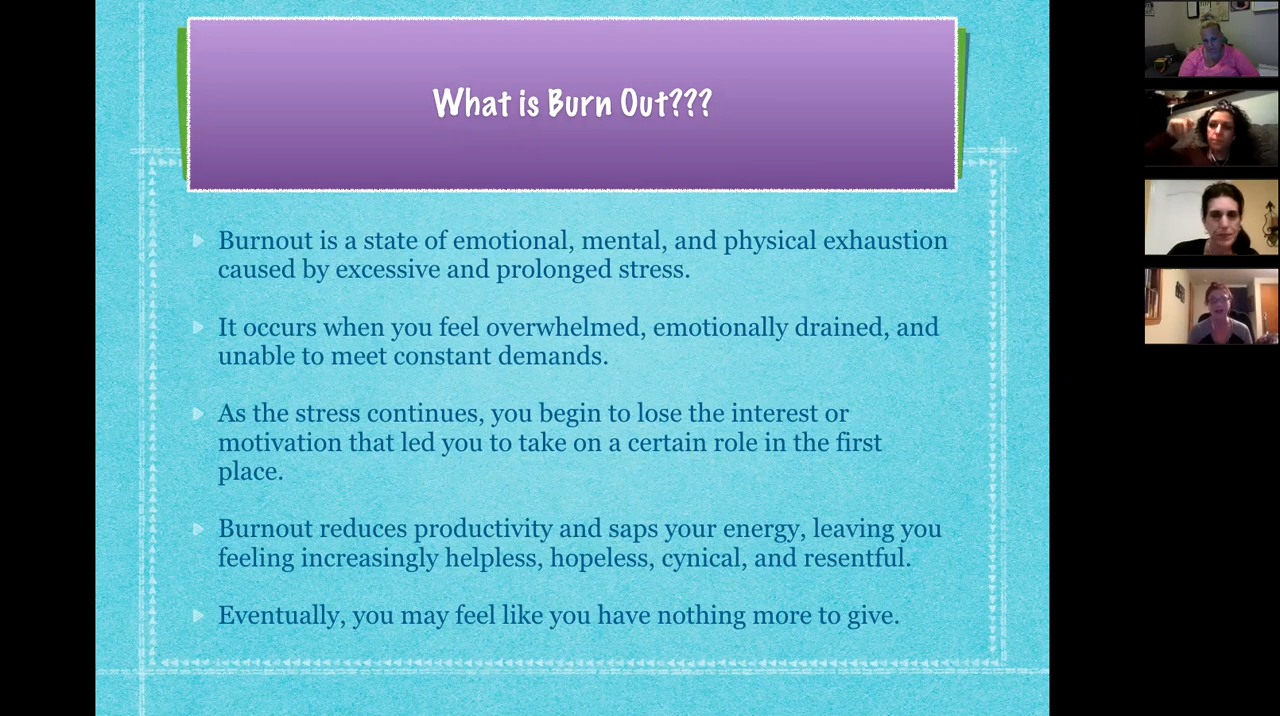 What is Burn Out???
Burnout is a state of emotional, mental, and physical exhaustion
caused by excessive and prolonged stress.
It occurs when you feel overwhelmed, emotionally drained, and
unable to meet constant demands.
As the stress continues, you begin to lose the interest or
motivation that led you to take on a certain role in the first
place.
Burnout reduces productivity and saps your energy, leaving you
feeling increasingly helpless, hopeless, cynical, and resentful.
Eventually, you may feel like you have nothing more to give.